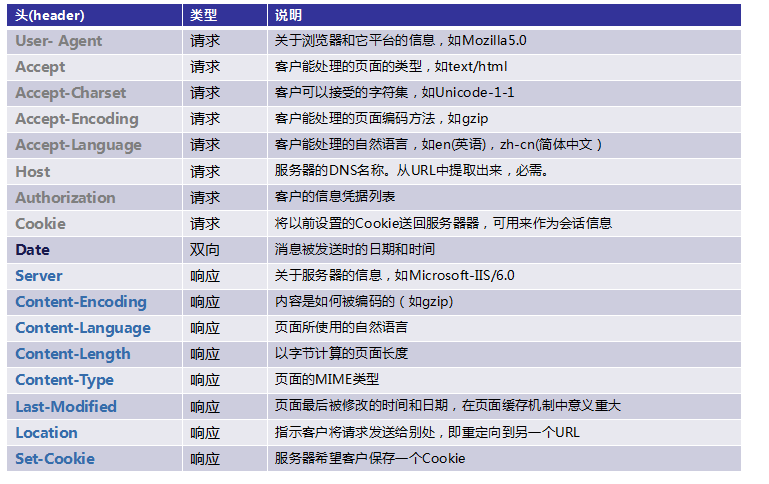 头(header) 类型 说明
User- Agent 请求 关于浏览器和它平台的信息，如Mozilla5.0
Accept 请求 客户能处理的页面的类型，如text/html
Accept-Charset 请求 客户可以接受的字符集，如Unicode-1-1
Accept-Encoding 请求 客户能处理的页面编码方法，如gzip
Accept-Language 请求 客户能处理的自然语言，如en(英语)，zh-cn(简体中文）
Host 请求 服务器的DNS名称。从URL中提取出来，必需。
Authorization 请求 客户的信息凭据列表
Cookie 请求 将以前设置的Cookie送回服务器器，可用来作为会话信息
Date 双向 消息被发送时的日期和时间
Server 响应 关于服务器的信息，如Microsoft-IIS/6.0
Content-Encoding 响应 内容是如何被编码的（如gzip)
Content-Language 响应 页面所使用的自然语言
Content-Length 响应 以字节计算的页面长度
Content-Type 响应 页面的MIME类型
Last-Modified 响应 页面最后被修改的时间和日期，在页面缓存机制中意义重大
Location 响应 指示客户将请求发送给别处，即重定向到另一个URL
Set-Cookie 响应 服务器希望客户保存一个Cookie